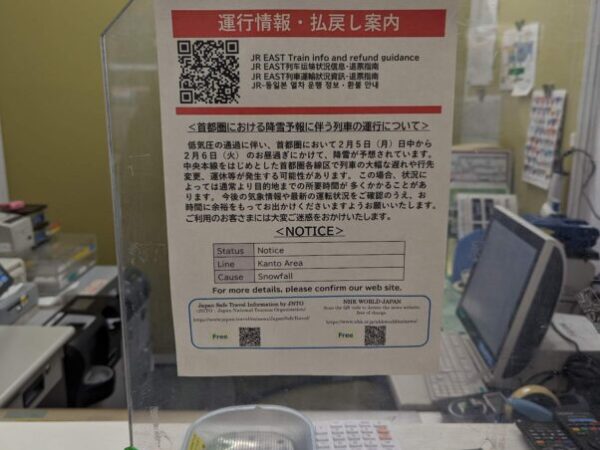 運行情報・払戻し案内
JR EAST Train info and refund guidance
JR EAST列车运输状况信息・退票指南
JR EAST列車運輸狀況資訊・退票指南
JR-동일본 열차 운행 정보・환불 안내
<首都圏における降雪予報に伴う列車の運行について>
低気圧の通過に伴い、首都圏において2月5日（月）日中から
2月6日（火）のお昼過ぎにかけて、降雪が予想されています。
中央本線をはじめとした首都圏各線区で列車の大幅な遅れや行先
変更、運休等が発生する可能性があります。この場合、状況に
よっては通常より目的地までの所要時間が多くかかることがあ
ります。今後の気象情報や最新の運転状況をご確認のうえ、お
時間に余裕をもってお出かけくださいますようお願いいたします。
ご利用のお客さまには大変ご迷惑をおかけいたします。
<NOTICE>
Status Notice
Line Kanto Area
Cause Snowfall
For more details, please confirm our web site.
Japan Safe Travel Information by JNTO
(JNTO : Japan National Tourism Organization)
Free
NHK WORLD-JAPAN
Scan the QR code to access the news website,
free of charge.
Free